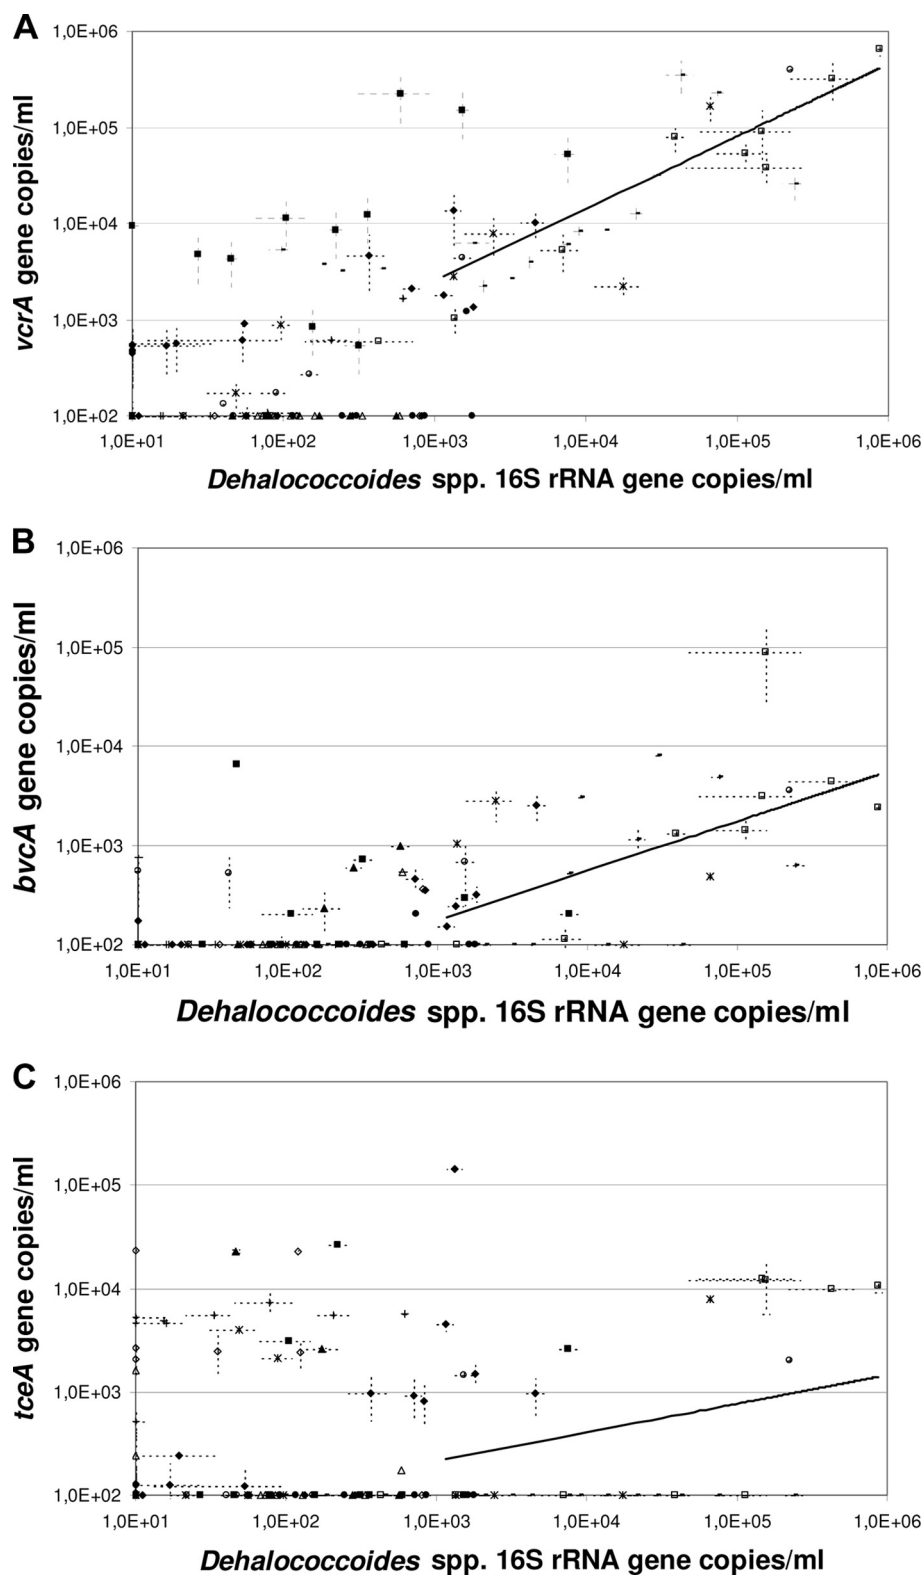 A
1,0E+06
1,0E+05
1,0E+04
1,0E+03
1,0E+02
vcrA gene copies/ml
1,0E+01 1,0E+02 1,0E+03 1,0E+04 1,0E+05 1,0E+06
Dehalococcoides spp. 16S rRNA gene copies/ml
B
1,0E+06
1,0E+05
1,0E+04
1,0E+03
1,0E+02
bvcA gene copies/ml
1,0E+01 1,0E+02 1,0E+03 1,0E+04 1,0E+05 1,0E+06
Dehalococcoides spp. 16S rRNA gene copies/ml
C
1,0E+06
1,0E+05
1,0E+04
1,0E+03
1,0E+02
tceA gene copies/ml
1,0E+01 1,0E+02 1,0E+03 1,0E+04 1,0E+05 1,0E+06
Dehalococcoides spp. 16S rRNA gene copies/ml